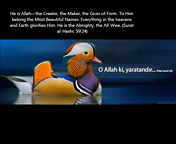 He is Allah—the Creator, the Maker, the Giver of Form. To Him
belong the Most Beautiful Names. Everything in the heavens
and Earth glorifies Him. He is the Almighty, the All Wise. (Surat
al Hashr, 59:24)
O Allah ki, yaratandır...